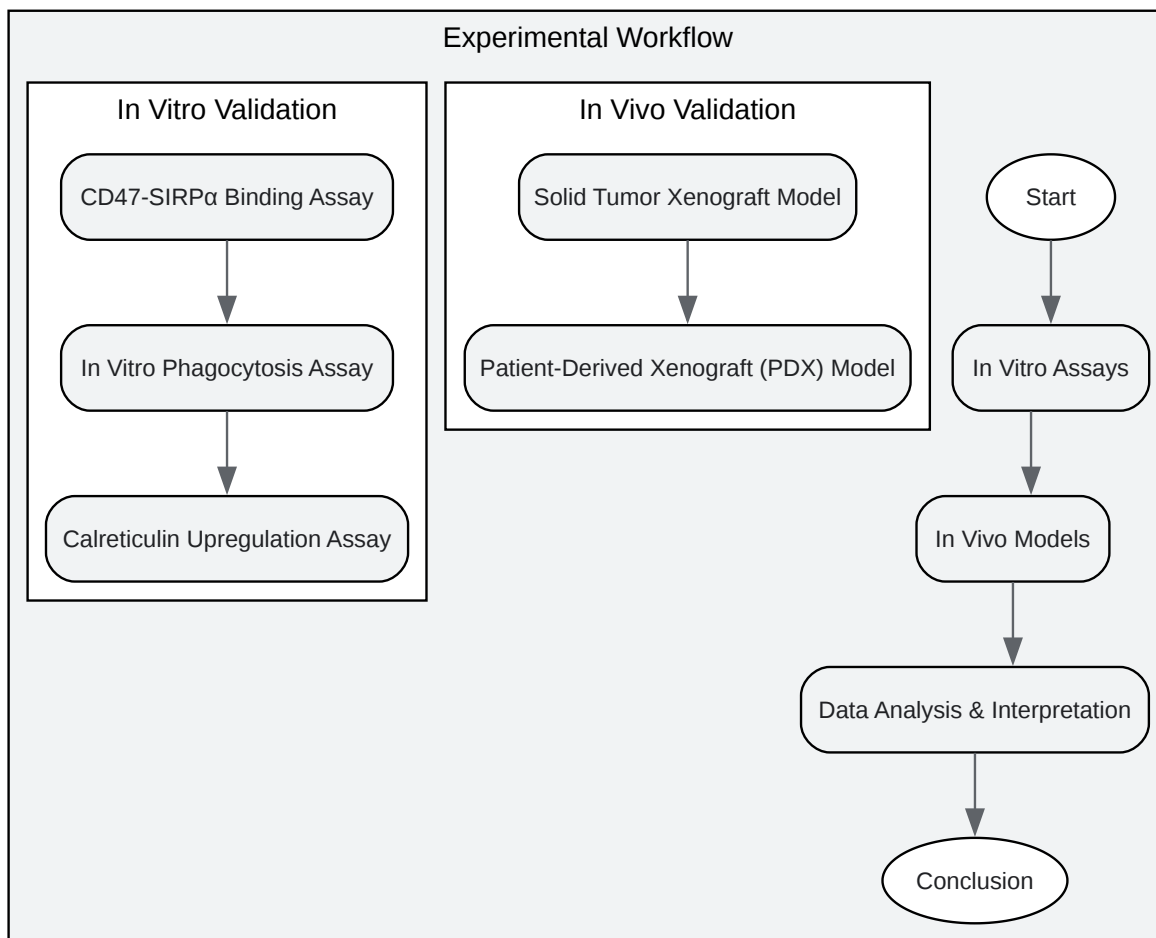 Experimental Workflow
In Vitro Validation
CD47-SIRPα Binding Assay
In Vitro Phagocytosis Assay
Calreticulin Upregulation Assay
In Vivo Validation
Solid Tumor Xenograft Model
Patient-Derived Xenograft (PDX) Model
Start
In Vitro Assays
In Vivo Models
Data Analysis & Interpretation
Conclusion